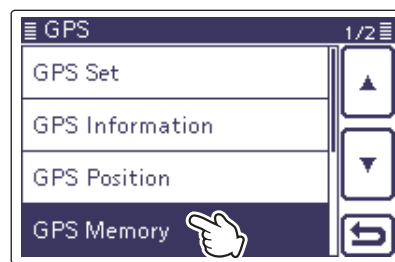 GPS 1/2
GPS Set
GPS Information
GPS Position
GPS Memory